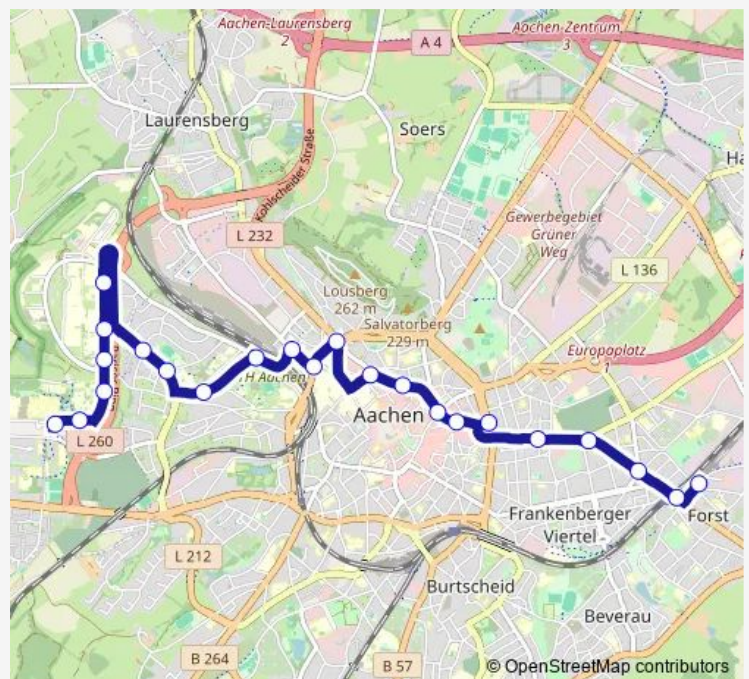 Aachen-Laurensberg
2
Aachen-Zentrum
3
A 4
Laurensberg
Soers
Kohlscheider Straße
L 232
Gewerbegebiet
Grüner
Weg
L 136
Lousberg
262 m
Salvatorberg
229 m
Europaplatz
1
TH Aachen
Aachen
L 260
Frankenberger
Viertel
Forst
L 212
Burtscheid
Beverau
B 264
B 57
© OpenStreetMap contributors